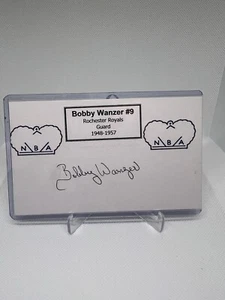 Bobby Wanzer #9
Rochester Royals
Guard
1948-1957
NBA
NBA
Bobby Wanzer